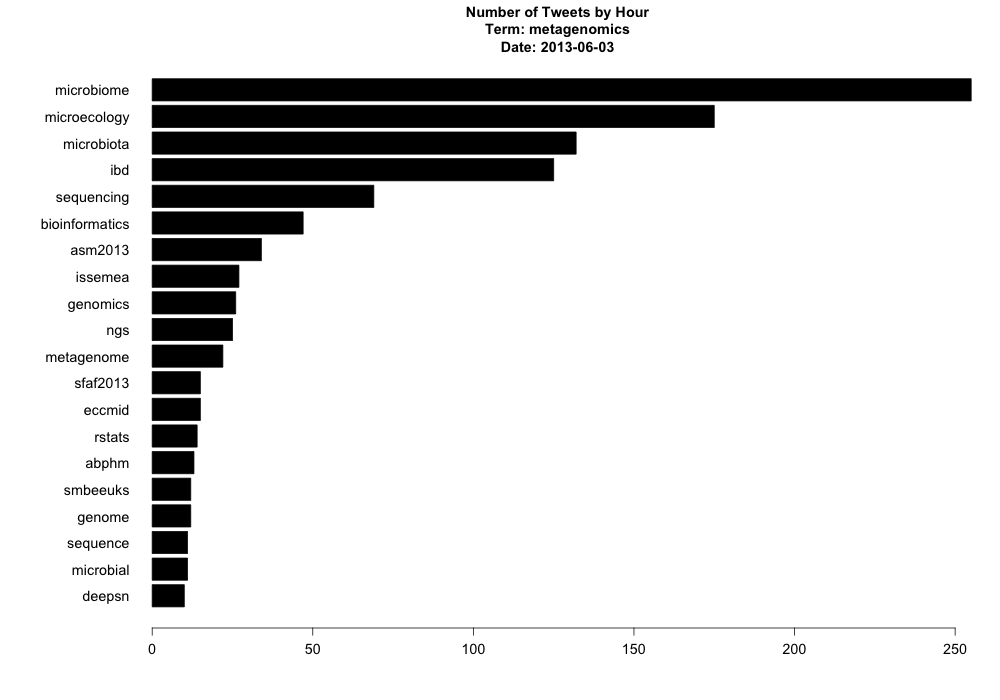 Number of Tweets by Hour
Term: metagenomics
Date: 2013-06-03
microbiome
microecology
microbiota
ibd
sequencing
bioinformatics
asm2013
issemea
genomics
ngs
metagenome
sfaf2013
eccmid
rstats
abphm
smbeeuks
genome
sequence
microbial
deepsn
0 50 100 150 200 250